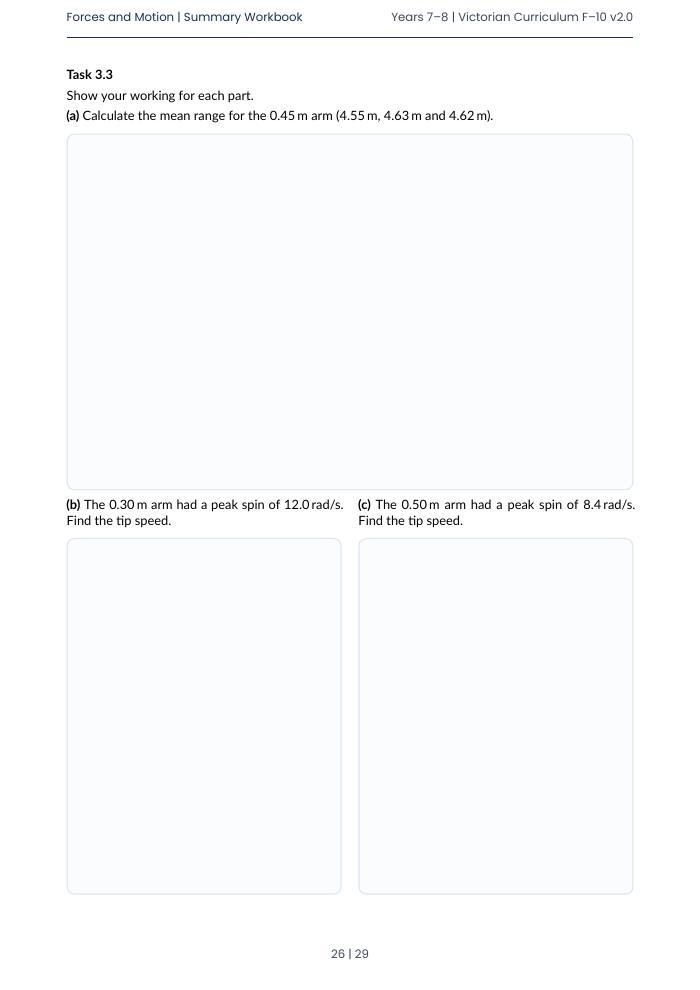 Forces and Motion | Summary Workbook
Years 7–8 | Victorian Curriculum F–10 v2.0
Task 3.3
Show your working for each part.
(a) Calculate the mean range for the 0.45 m arm (4.55 m, 4.63 m and 4.62 m).
(b) The 0.30 m arm had a peak spin of 12.0 rad/s.
Find the tip speed.
(c) The 0.50 m arm had a peak spin of 8.4 rad/s.
Find the tip speed.
26 | 29